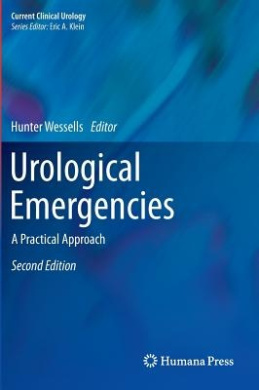 Current Clinical Urology
Series Editor: Eric A. Klein
Hunter Wessells Editor
Urological
Emergencies
A Practical Approach
Second Edition
Humana Press